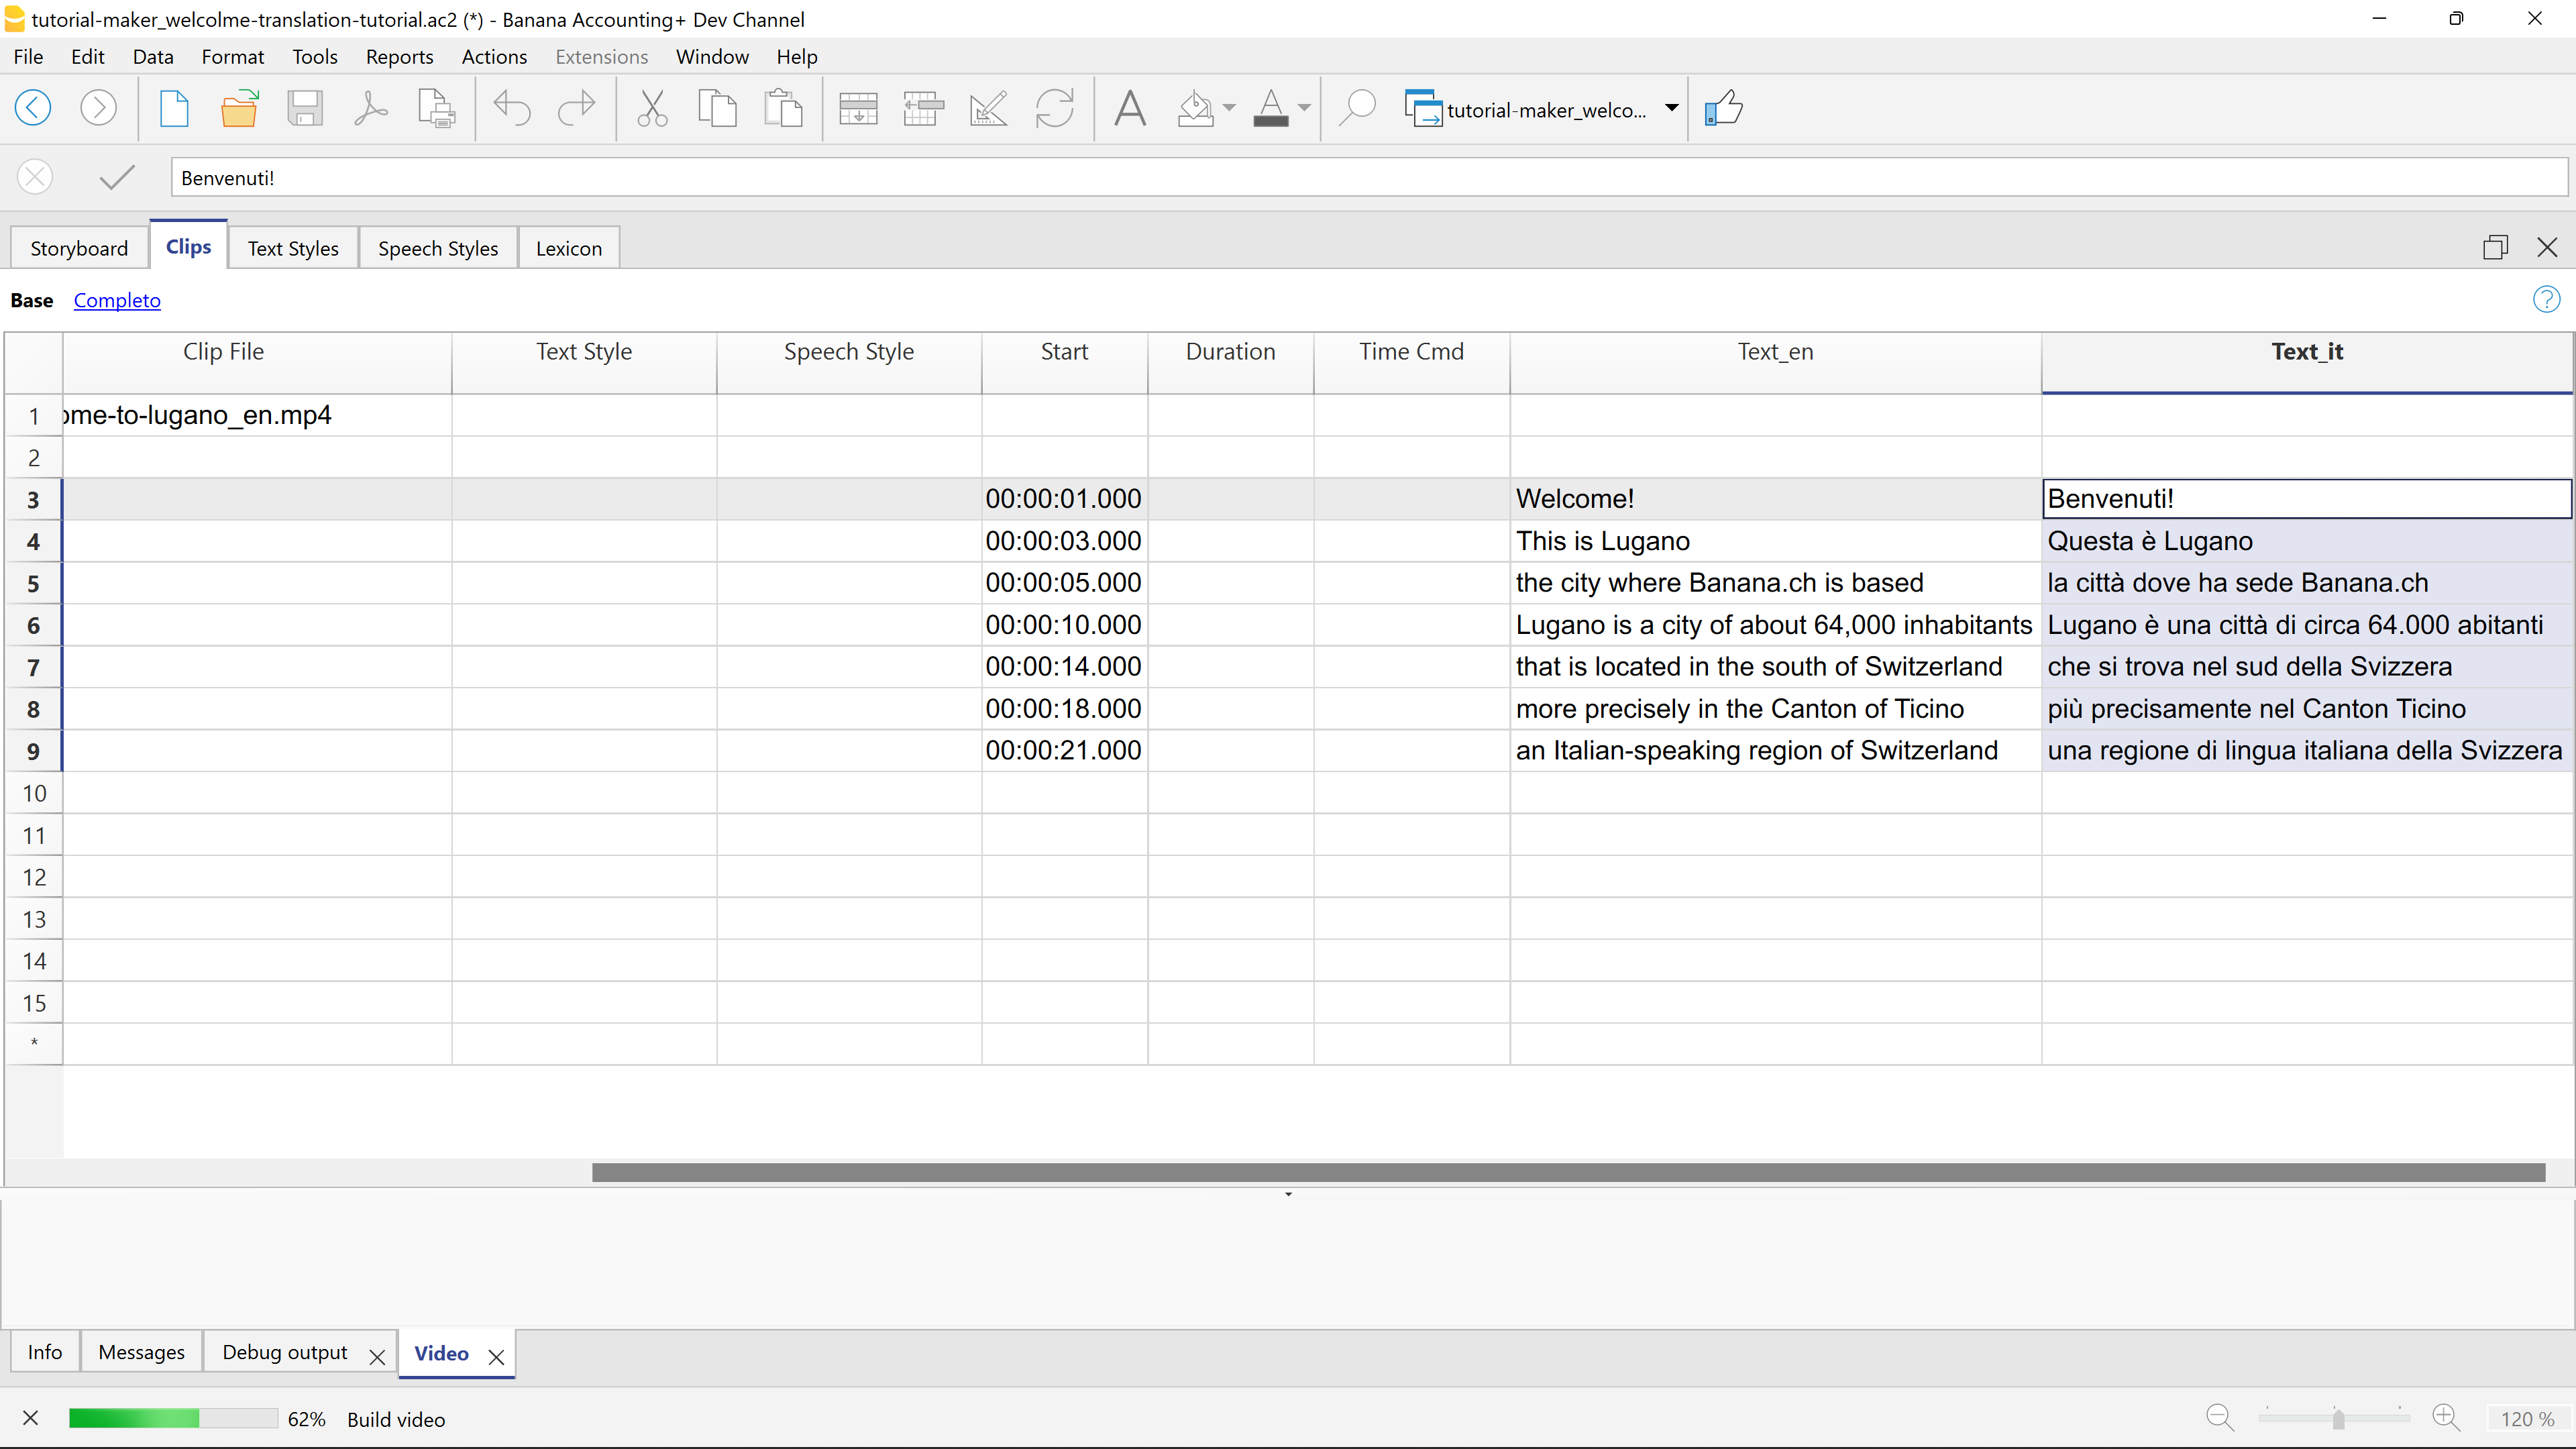 tutorial-maker_welcolme-translation-tutorial.ac2 (*) - Banana Accounting+ Dev Channel
File Edit Data Format Tools Reports Actions Extensions Window Help
tutorial-maker_welco...
Benvenuti!
Storyboard Clips Text Styles Speech Styles Lexicon
Base Completo
Clip File Text Style Speech Style Start Duration Time Cmd Text_en Text_it
1 ome-to-lugano_en.mp4
2
3 00:00:01.000 Welcome! Benvenuti!
4 00:00:03.000 This is Lugano Questa è Lugano
5 00:00:05.000 the city where Banana.ch is based la città dove ha sede Banana.ch
6 00:00:10.000 Lugano is a city of about 64,000 inhabitants Lugano è una città di circa 64.000 abitanti
7 00:00:14.000 that is located in the south of Switzerland che si trova nel sud della Svizzera
8 00:00:18.000 more precisely in the Canton of Ticino più precisamente nel Canton Ticino
9 00:00:21.000 an Italian-speaking region of Switzerland una regione di lingua italiana della Svizzera
10
11
12
13
14
15
*
Info Messages Debug output Video
62% Build video 120 %